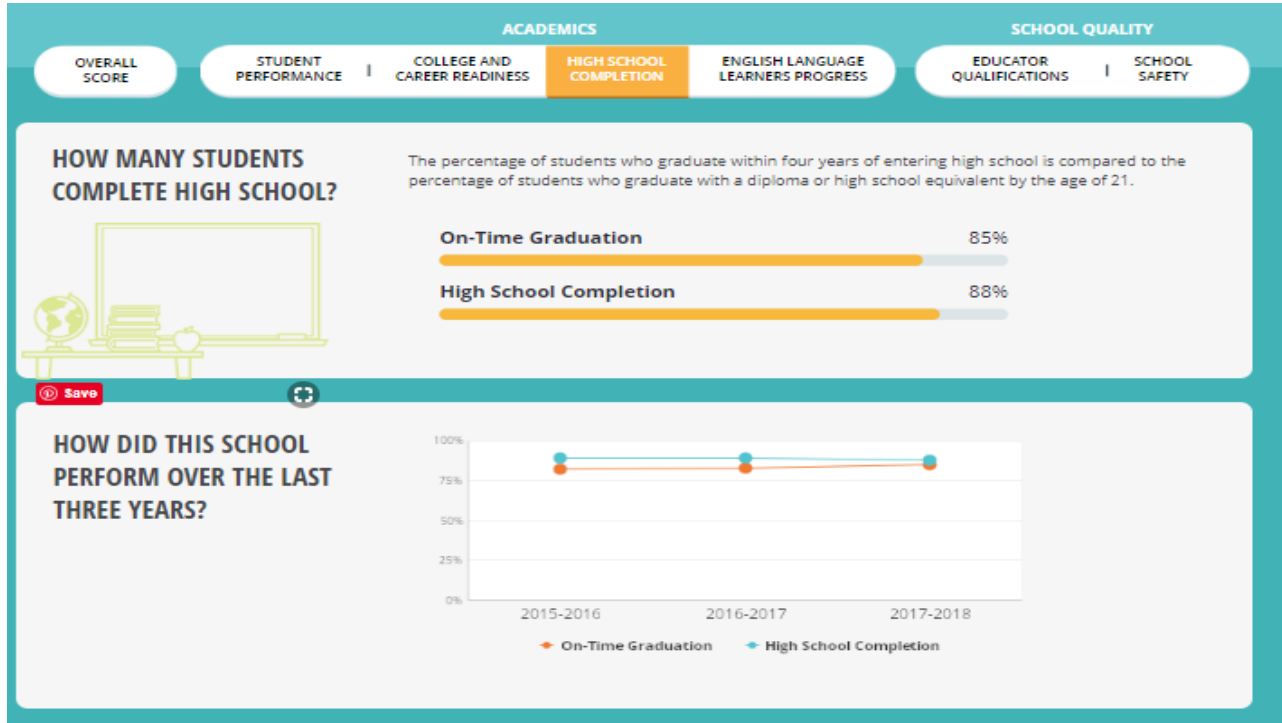 ACADEMICS
SCHOOL QUALITY
OVERALL
SCORE
STUDENT
PERFORMANCE
COLLEGE AND
CAREER READINESS
HIGH SCHOOL
COMPLETION
ENGLISH LANGUAGE
LEARNERS PROGRESS
EDUCATOR
QUALIFICATIONS
SCHOOL
SAFETY
HOW MANY STUDENTS
COMPLETE HIGH SCHOOL?
The percentage of students who graduate within four years of entering high school is compared to the
percentage of students who graduate with a diploma or high school equivalent by the age of 21.
On-Time Graduation 85%
High School Completion 88%
Save
HOW DID THIS SCHOOL
PERFORM OVER THE LAST
THREE YEARS?
100%
75%
50%
25%
0%
2015-2016 2016-2017 2017-2018
On-Time Graduation High School Completion